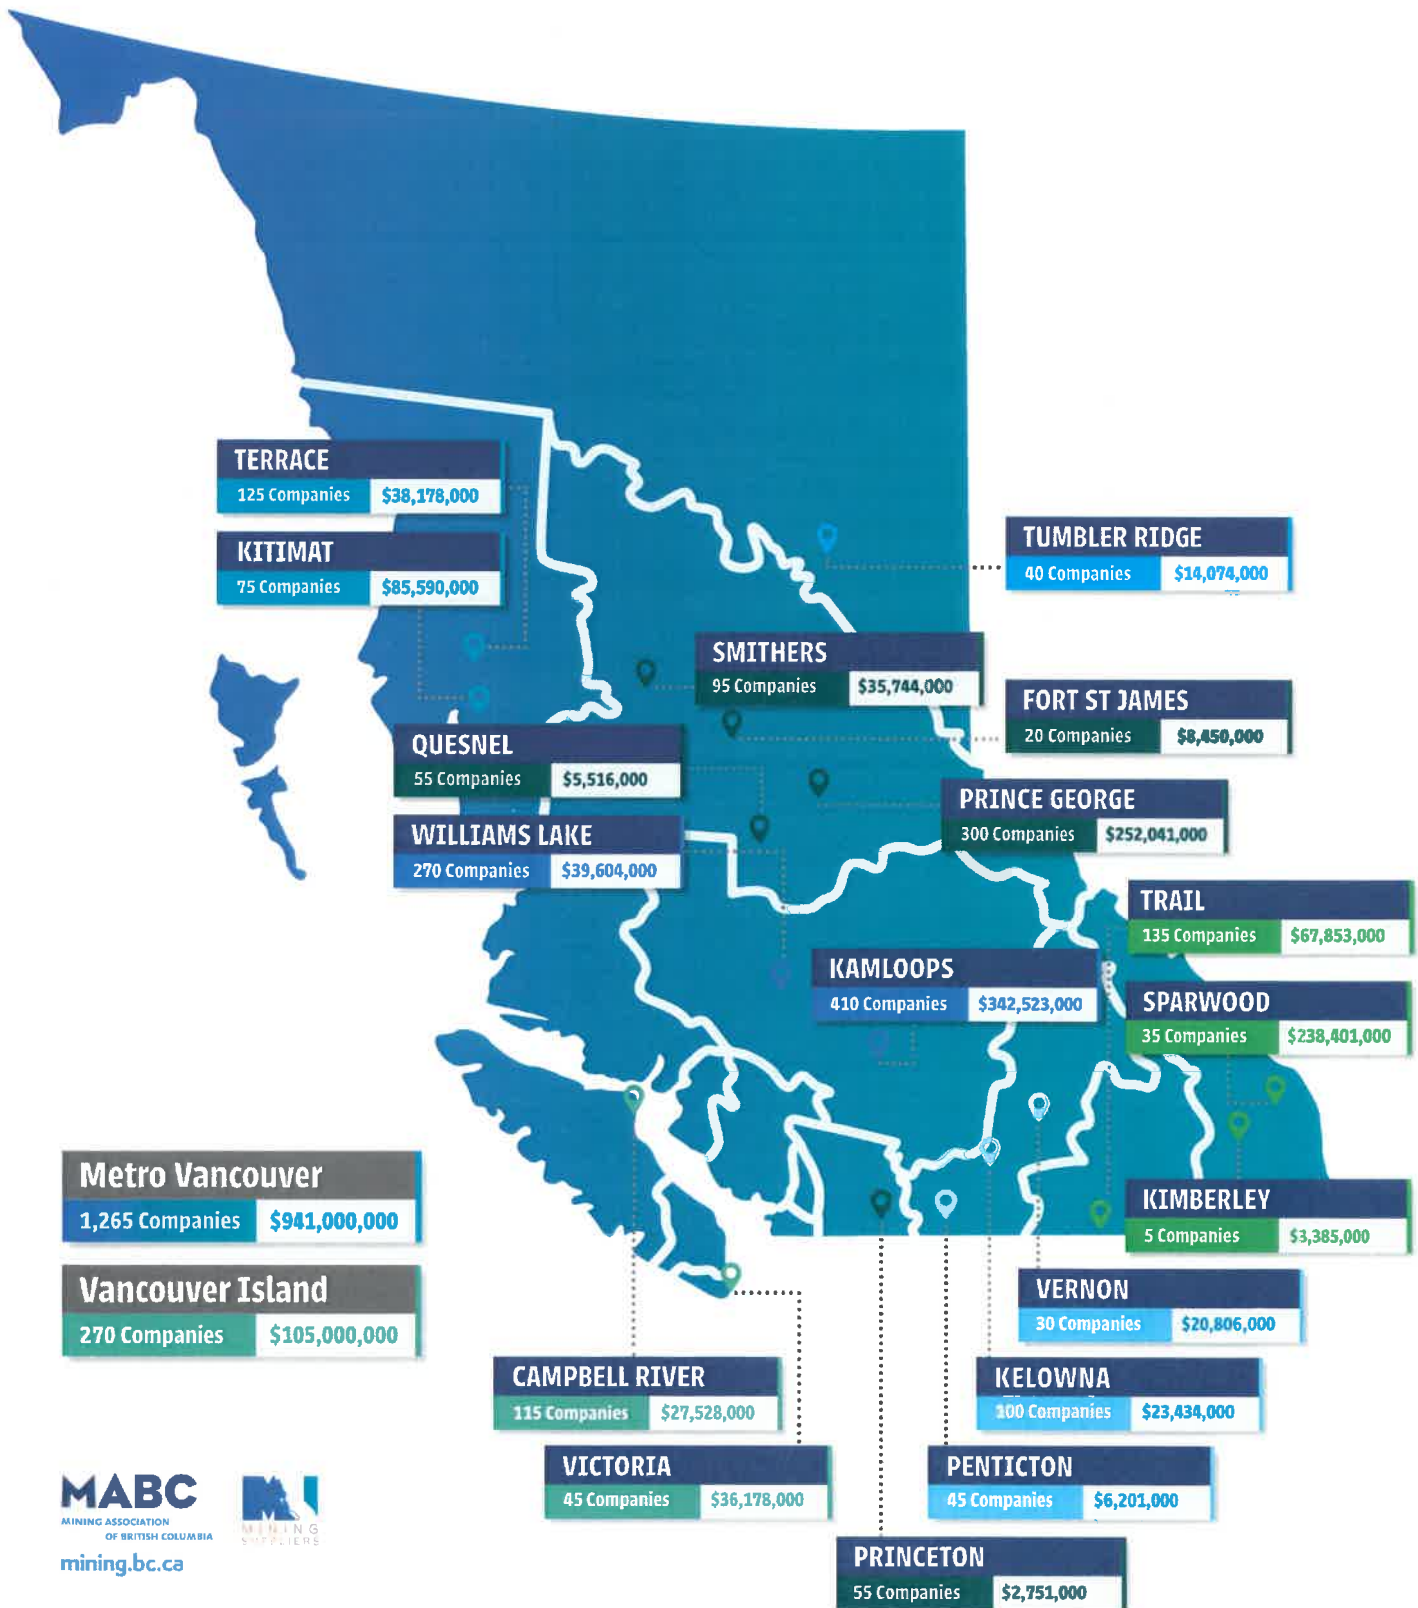 TERRACE
125 Companies $38,178,000
KITIMAT
75 Companies $85,590,000
TUMBLER RIDGE
40 Companies $14,074,000
SMITHERS
95 Companies $35,744,000
FORT ST JAMES
20 Companies $8,450,000
QUESNEL
55 Companies $5,516,000
PRINCE GEORGE
300 Companies $252,041,000
WILLIAMS LAKE
270 Companies $39,604,000
TRAIL
135 Companies $67,853,000
KAMLOOPS
410 Companies $342,523,000
SPARWOOD
35 Companies $238,401,000
Metro Vancouver
1,265 Companies $941,000,000
KIMBERLEY
5 Companies $3,385,000
Vancouver Island
270 Companies $105,000,000
VERNON
30 Companies $20,806,000
CAMPBELL RIVER
115 Companies $27,528,000
KELOWNA
100 Companies $23,434,000
VICTORIA
45 Companies $36,178,000
PENTICTON
45 Companies $6,201,000
PRINCETON
55 Companies $2,751,000
MABC
MINING ASSOCIATION
OF BRITISH COLUMBIA
mining.bc.ca
MINING
SUPPLIERS